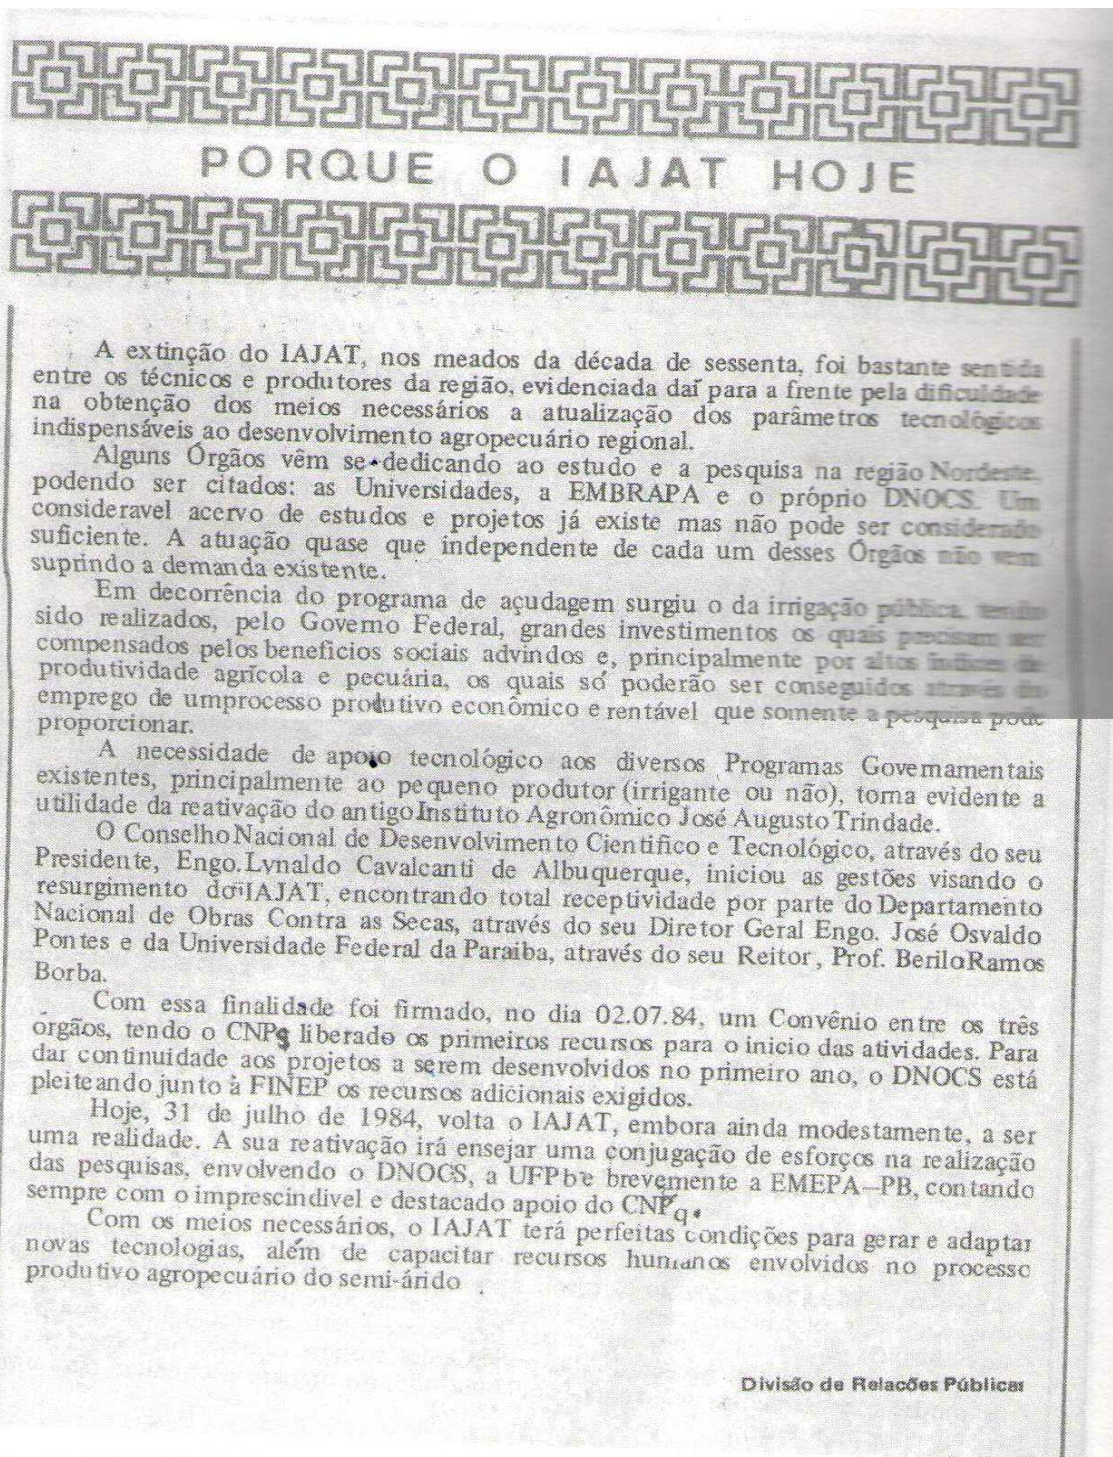 PORQUE O IAJAT HOJE
A extinção do IAJAT, nos meados da década de sessenta, foi bastante sentida
entre os técnicos e produtores da região, evidenciada daí para a frente pela dificuldade
na obtenção dos meios necessários a atualização dos parâmetros tecnológicos
indispensáveis ao desenvolvimento agropecuário regional.
Alguns Órgãos vêm se dedicando ao estudo e a pesquisa na região Nordeste,
podendo ser citados: as Universidades, a EMBRAPA e o próprio DNOCS. Um
consideravel acervo de estudos e projetos já existe mas não pode ser considerado
suficiente. A atuação quase que independente de cada um desses Órgãos não vem
suprindo a demanda existente.
Em decorrência do programa de açudagem surgiu o da irrigação pública, tendo
sido realizados, pelo Governo Federal, grandes investimentos os quais precisam ser
compensados pelos beneficios sociais advindos e, principalmente por altos índices de
produtividade agrícola e pecuária, os quais só poderão ser conseguidos através do
emprego de umprocesso produtivo econômico e rentável que somente a pesquisa pode
proporcionar.
A necessidade de apoio tecnológico aos diversos Programas Governamentais
existentes, principalmente ao pequeno produtor (irrigante ou não), torna evidente a
utilidade da reativação do antigo Instituto Agronômico José Augusto Trindade.
O Conselho Nacional de Desenvolvimento Cientifico e Tecnológico, através do seu
Presidente, Engo. Lynaldo Cavalcanti de Albuquerque, iniciou as gestões visando o
resurgimento do IAJAT, encontrando total receptividade por parte do Departamento
Nacional de Obras Contra as Secas, através do seu Diretor Geral Engo. José Osvaldo
Pontes e da Universidade Federal da Paraiba, através do seu Reitor, Prof. Berilo Ramos
Borba.
Com essa finalidade foi firmado, no dia 02.07.84, um Convênio entre os três
órgãos, tendo o CNPq liberado os primeiros recursos para o inicio das atividades. Para
dar continuidade aos projetos a serem desenvolvidos no primeiro ano, o DNOCS está
pleiteando junto à FINEP os recursos adicionais exigidos.
Hoje, 31 de julho de 1984, volta o IAJAT, embora ainda modestamente, a ser
uma realidade. A sua reativação irá ensejar uma conjugação de esforços na realização
das pesquisas, envolvendo o DNOCS, a UFPb e brevemente a EMEPA—PB, contando
sempre com o imprescindivel e destacado apoio do CNPq.
Com os meios necessários, o IAJAT terá perfeitas condições para gerar e adaptar
novas tecnologias, além de capacitar recursos humanos envolvidos no processo
produtivo agropecuário do semi-árido
Divisão de Relacões Públicas